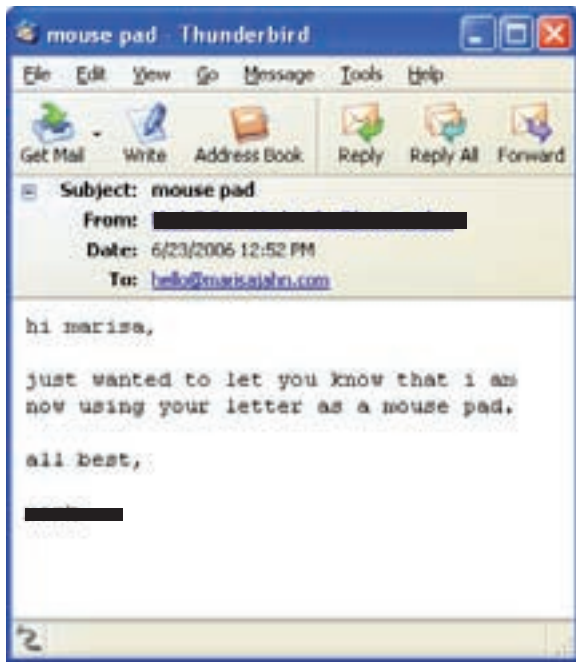 mouse pad - Thunderbird
File Edit View Go Message Tools Help
Get Mail Write Address Book Reply Reply All Forward
Subject: mouse pad
From:
Date: 6/23/2006 12:52 PM
To: hello@marisajahn.com
hi marisa,
just wanted to let you know that i am
now using your letter as a mouse pad.
all best,